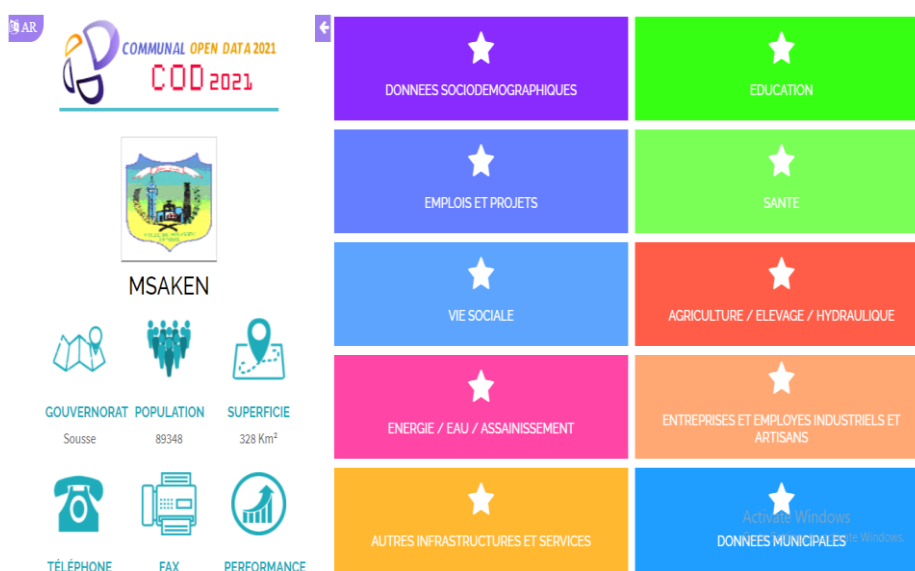 AR
COMMUNAL OPEN DATA 2021
COD 2021
MSAKEN
GOUVERNORAT
Sousse
POPULATION
89348
SUPERFICIE
328 Km²
TÉLÉPHONE
FAX
PERFORMANCE
DONNEES SOCIODEMOGRAPHIQUES
EDUCATION
EMPLOIS ET PROJETS
SANTE
VIE SOCIALE
AGRICULTURE / ELEVAGE / HYDRAULIQUE
ENERGIE / EAU / ASSAINISSEMENT
ENTREPRISES ET EMPLOYES INDUSTRIELS ET
ARTISANS
AUTRES INFRASTRUCTURES ET SERVICES
DONNEES MUNICIPALES
Activate Windows
Windows.